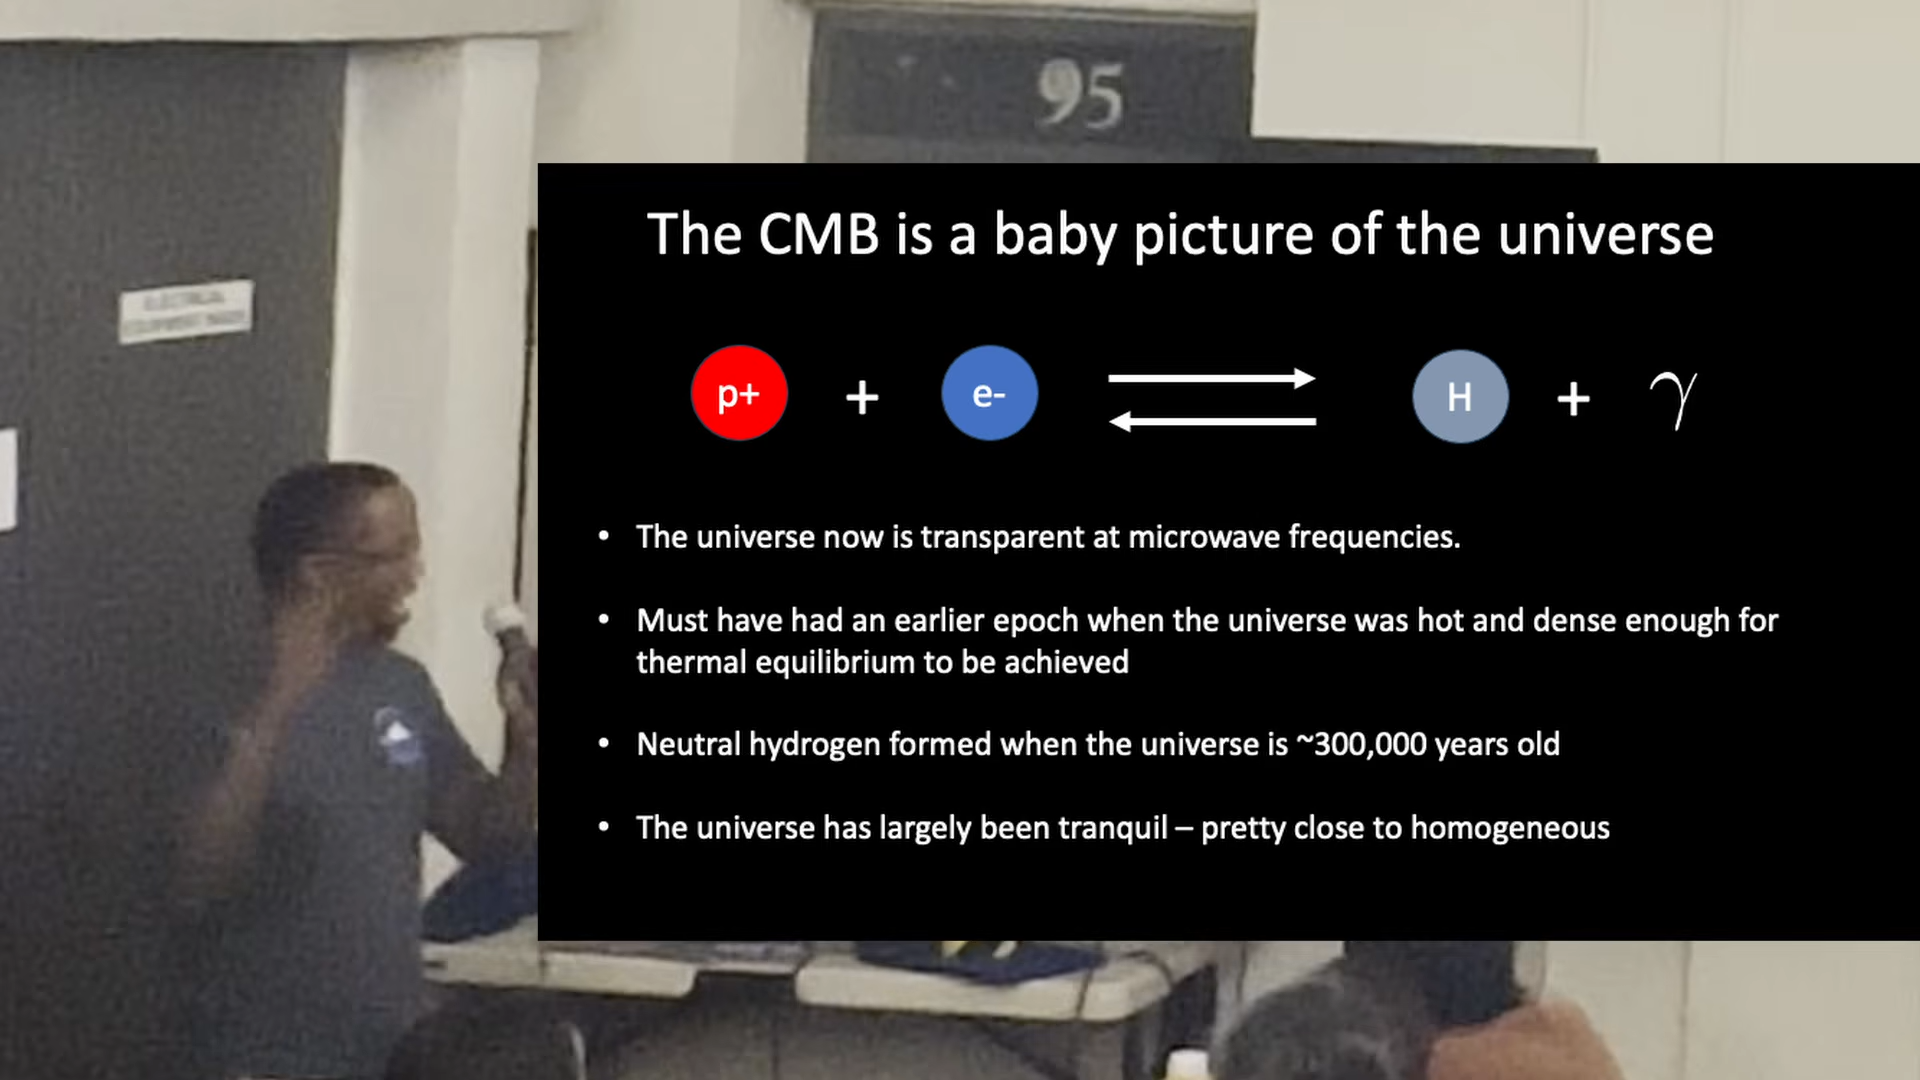 95
The CMB is a baby picture of the universe
p+ + e- H + γ
• The universe now is transparent at microwave frequencies.
• Must have had an earlier epoch when the universe was hot and dense enough for
thermal equilibrium to be achieved
• Neutral hydrogen formed when the universe is ~300,000 years old
• The universe has largely been tranquil – pretty close to homogeneous